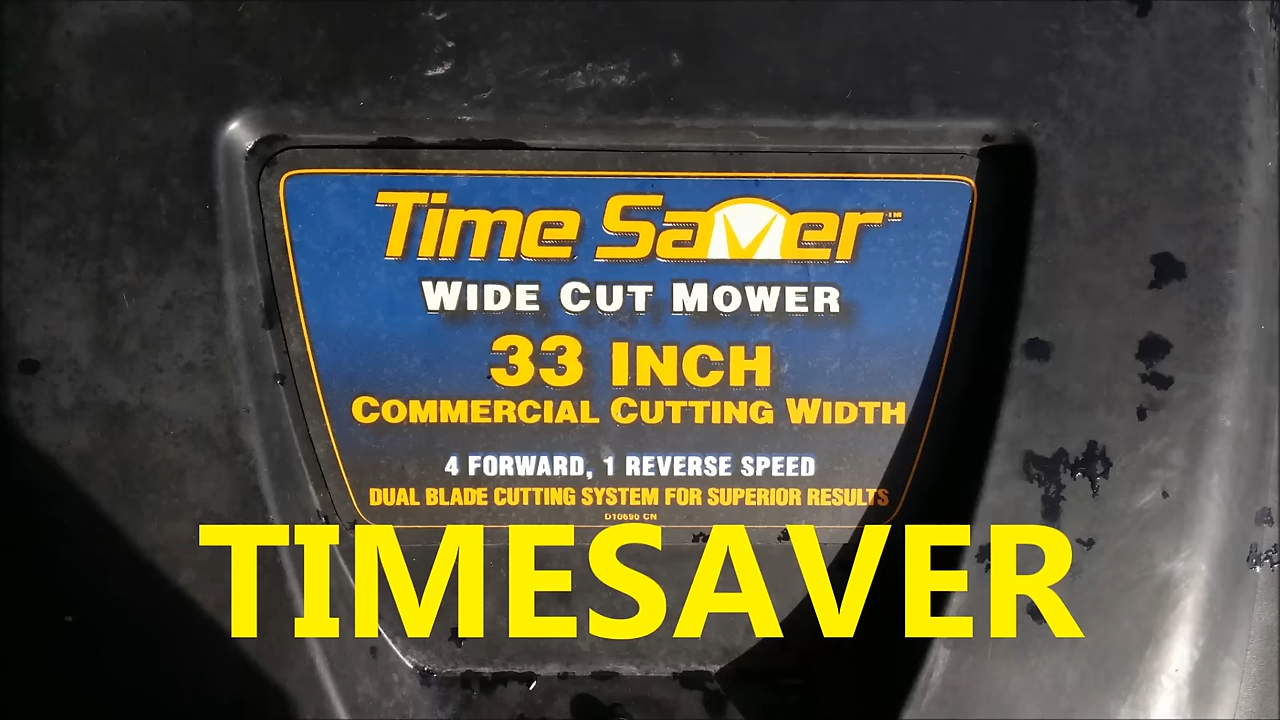 Time Saver™
WIDE CUT MOWER
33 INCH
COMMERCIAL CUTTING WIDTH
4 FORWARD, 1 REVERSE SPEED
DUAL BLADE CUTTING SYSTEM FOR SUPERIOR RESULTS
D10690 CN
TIMESAVER